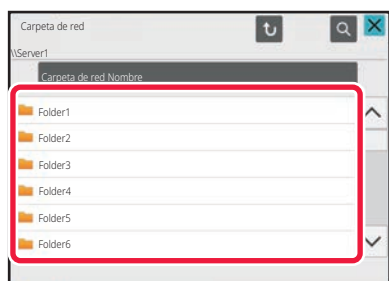 Carpeta de red
\\Server1
Carpeta de red Nombre
Folder1
Folder2
Folder3
Folder4
Folder5
Folder6